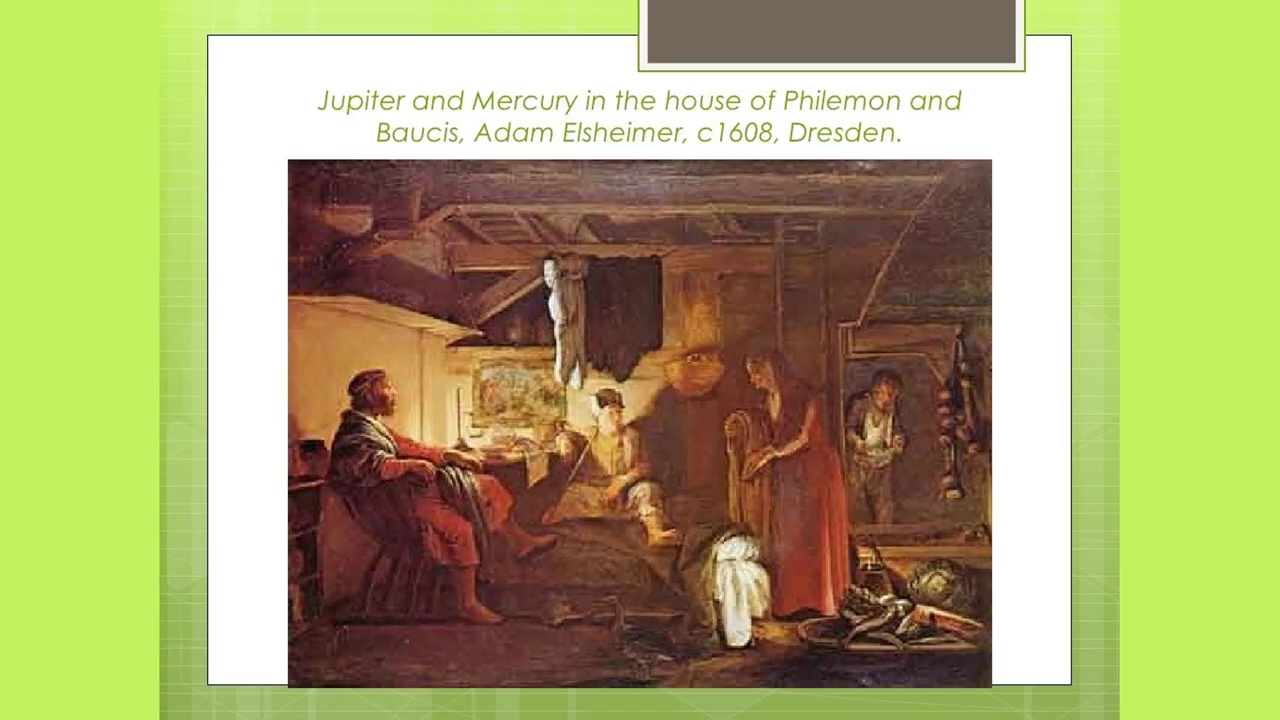 Jupiter and Mercury in the house of Philemon and
Baucis, Adam Elsheimer, c1608, Dresden.